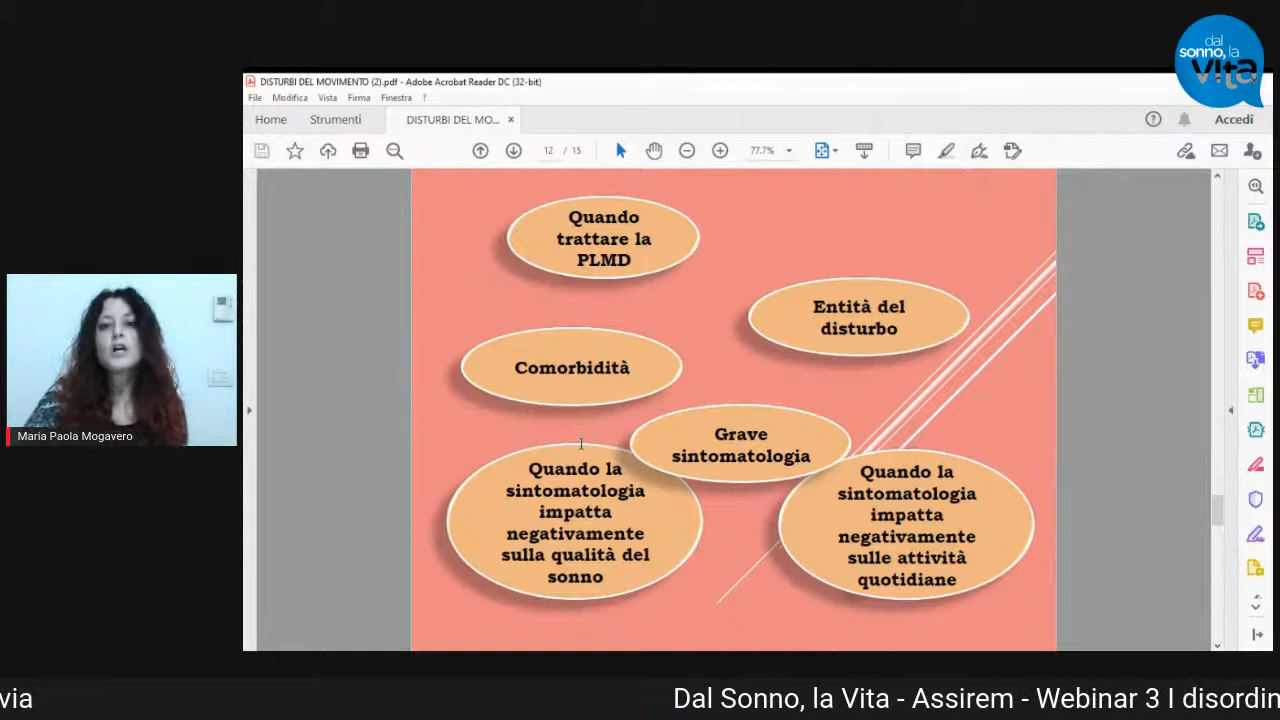 dal
sonno, la
vita
DISTURBI DEL MOVIMENTO (2).pdf - Adobe Acrobat Reader DC (32-bit)
File Modifica Vista Firma Finestra ?
Home Strumenti DISTURBI DEL MO... × Accedi
12 / 15 77.7%
Quando
trattare la
PLMD
Entità del
disturbo
Comorbidità
Grave
sintomatologia
Quando la
sintomatologia
impatta
negativamente
sulla qualità del
sonno
Quando la
sintomatologia
impatta
negativamente
sulle attività
quotidiane
Maria Paola Mogavero
via Dal Sonno, la Vita - Assirem - Webinar 3 I disordin